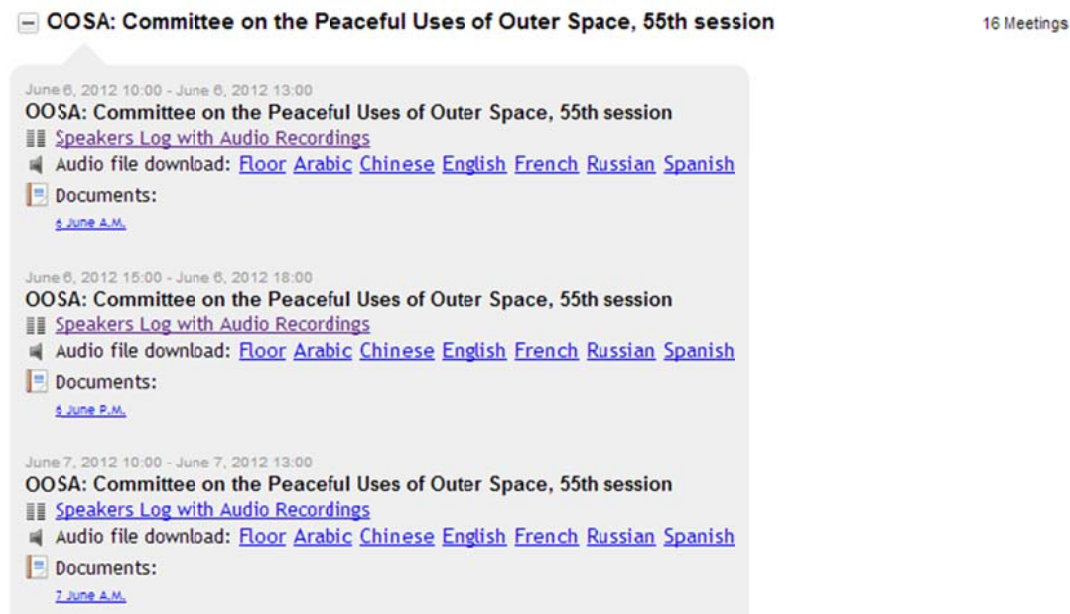 OOSA: Committee on the Peaceful Uses of Outer Space, 55th session 16 Meetings
June 6, 2012 10:00 - June 6, 2012 13:00
OOSA: Committee on the Peaceful Uses of Outer Space, 55th session
Speakers Log with Audio Recordings
Audio file download: Floor Arabic Chinese English French Russian Spanish
Documents:
6 June A.M.
June 6, 2012 15:00 - June 6, 2012 18:00
OOSA: Committee on the Peaceful Uses of Outer Space, 55th session
Speakers Log with Audio Recordings
Audio file download: Floor Arabic Chinese English French Russian Spanish
Documents:
6 June P.M.
June 7, 2012 10:00 - June 7, 2012 13:00
OOSA: Committee on the Peaceful Uses of Outer Space, 55th session
Speakers Log with Audio Recordings
Audio file download: Floor Arabic Chinese English French Russian Spanish
Documents:
7 June A.M.